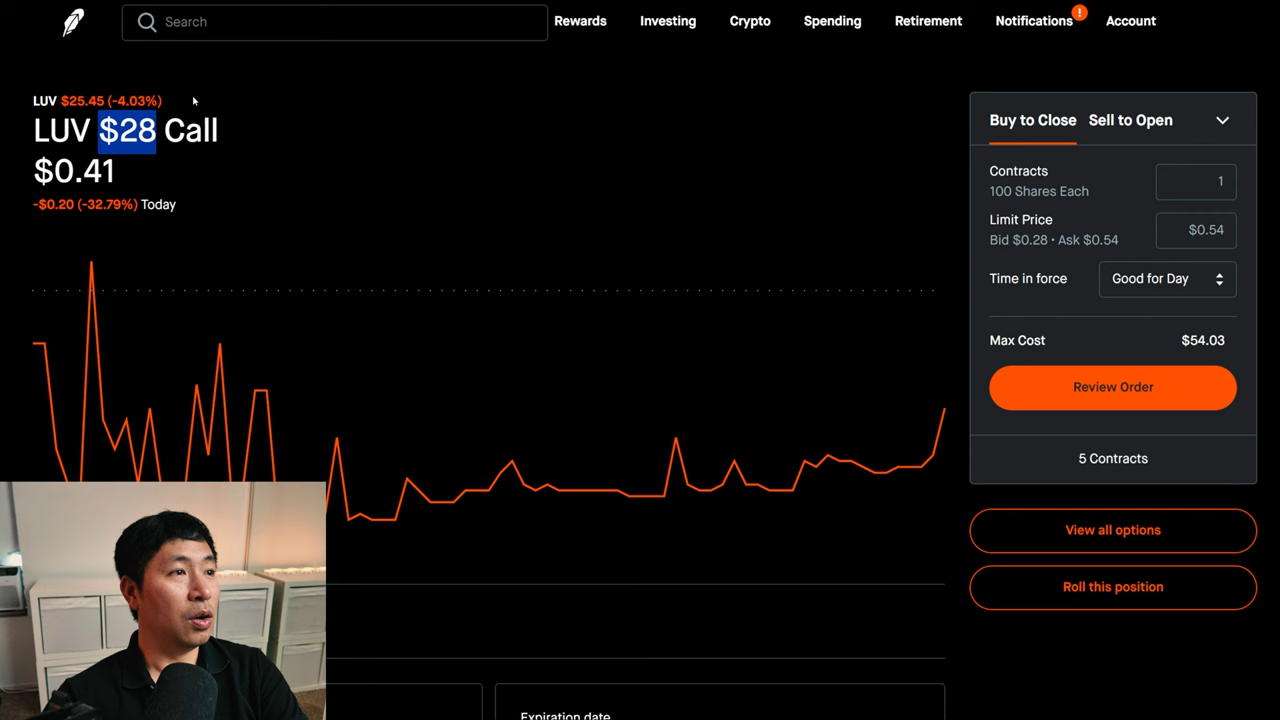 Search
Rewards
Investing
Crypto
Spending
Retirement
Notifications
!
Account
LUV $25.45 (-4.03%)
LUV $28 Call
$0.41
-$0.20 (-32.79%) Today
Buy to Close
Sell to Open
Contracts
100 Shares Each
1
Limit Price
Bid $0.28 • Ask $0.54
$0.54
Time in force
Good for Day
Max Cost
$54.03
Review Order
5 Contracts
View all options
Roll this position
Expiration date